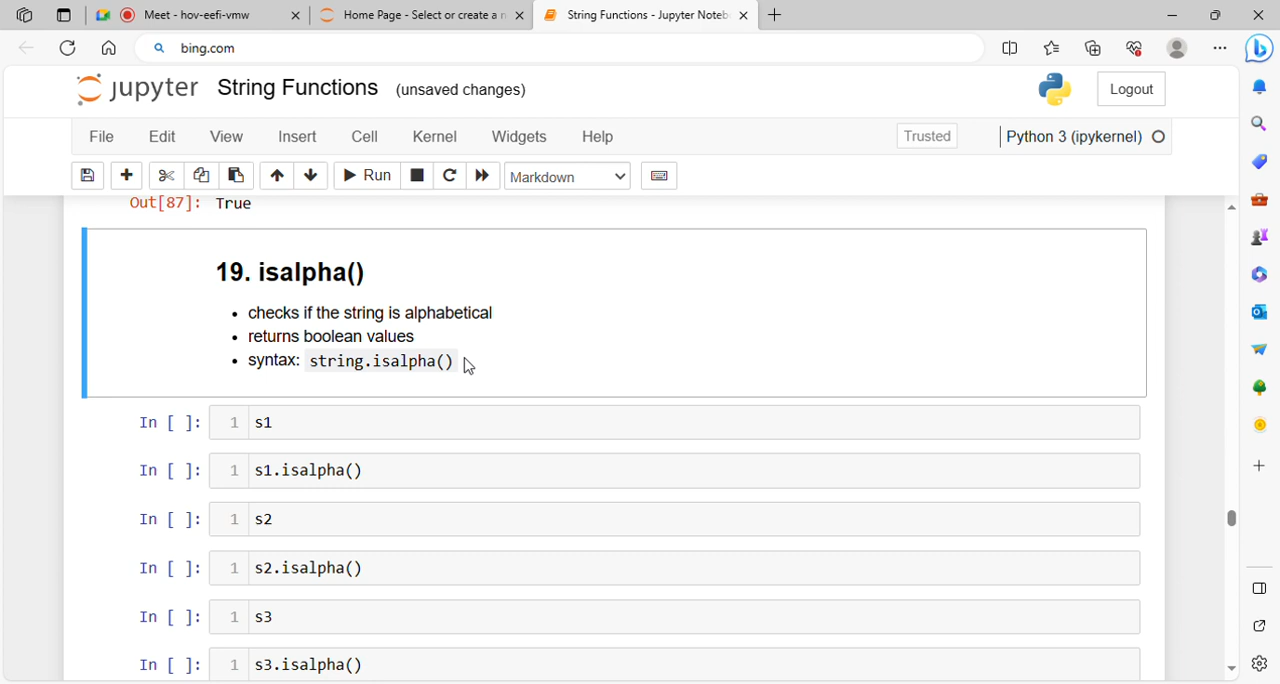 Meet - hov-eefi-vmw
Home Page - Select or create a n
String Functions - Jupyter Noteb
bing.com
jupyter String Functions (unsaved changes)
Logout
File Edit View Insert Cell Kernel Widgets Help
Trusted
Python 3 (ipykernel)
Run
Markdown
Out[87]: True
19. isalpha()
• checks if the string is alphabetical
• returns boolean values
• syntax: string.isalpha()
In [ ]: 1 s1
In [ ]: 1 s1.isalpha()
In [ ]: 1 s2
In [ ]: 1 s2.isalpha()
In [ ]: 1 s3
In [ ]: 1 s3.isalpha()